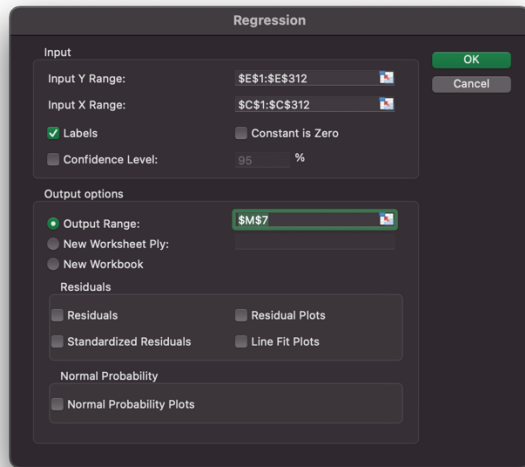 Regression
Input
OK
Input Y Range: $E$1:$E$312
Cancel
Input X Range: $C$1:$C$312
Labels Constant is Zero
Confidence Level: 95 %
Output options
Output Range: $M$7
New Worksheet Ply:
New Workbook
Residuals
Residuals Residual Plots
Standardized Residuals Line Fit Plots
Normal Probability
Normal Probability Plots